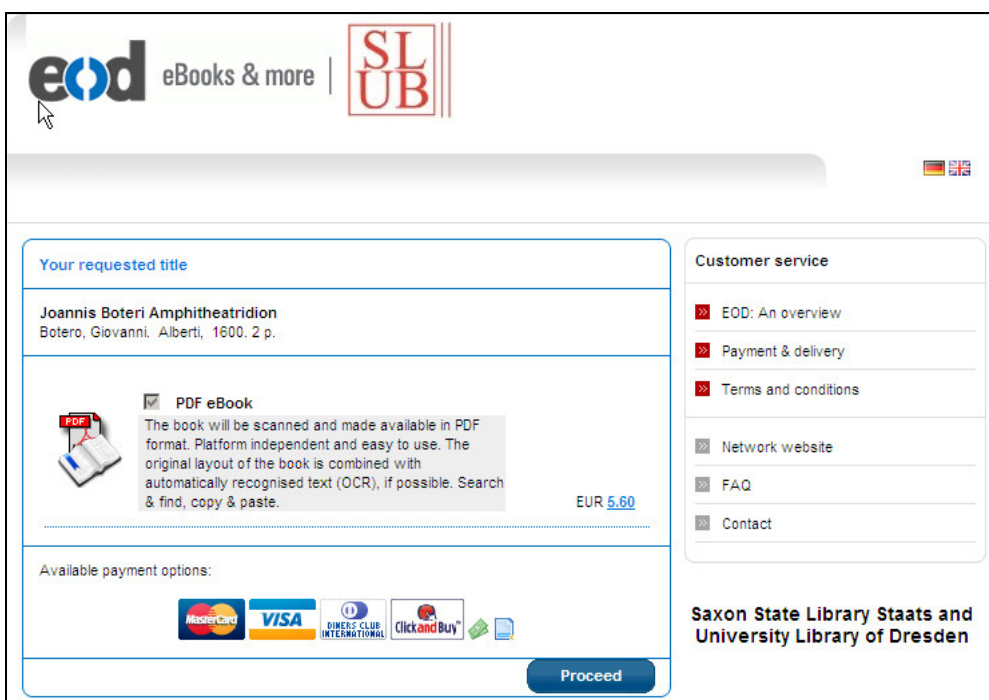 eod eBooks & more
SL
UB
Your requested title
Joannis Boteri Amphitheatridion
Botero, Giovanni. Alberti, 1600. 2 p.
PDF
PDF eBook
The book will be scanned and made available in PDF
format. Platform independent and easy to use. The
original layout of the book is combined with
automatically recognised text (OCR), if possible. Search
& find, copy & paste.
EUR 5.60
Available payment options:
MasterCard
VISA
DINERS CLUB
INTERNATIONAL
ClickandBuy
Proceed
Customer service
EOD: An overview
Payment & delivery
Terms and conditions
Network website
FAQ
Contact
Saxon State Library Staats and
University Library of Dresden